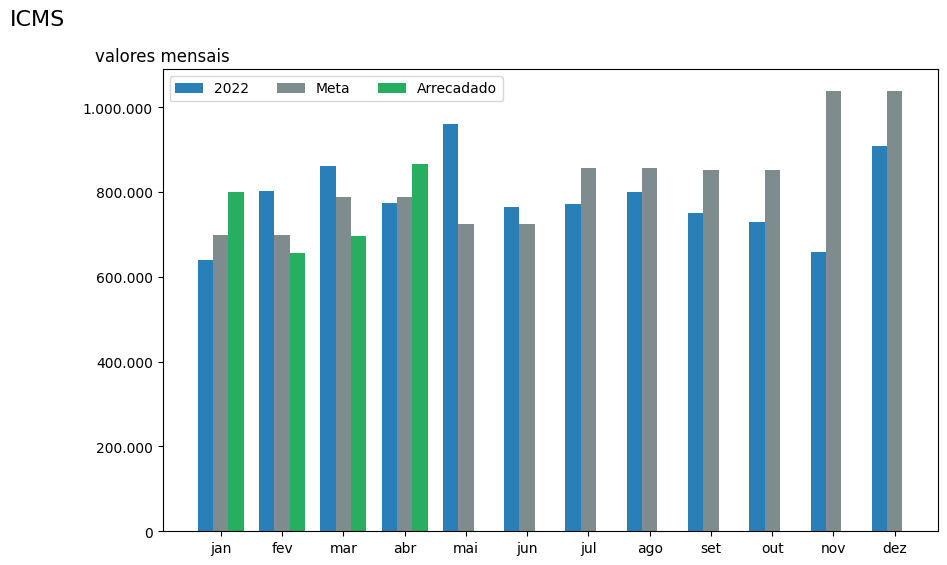 ICMS
valores mensais
2022 Meta Arrecadado
1.000.000
800.000
600.000
400.000
200.000
0
jan fev mar abr mai jun jul ago set out nov dez